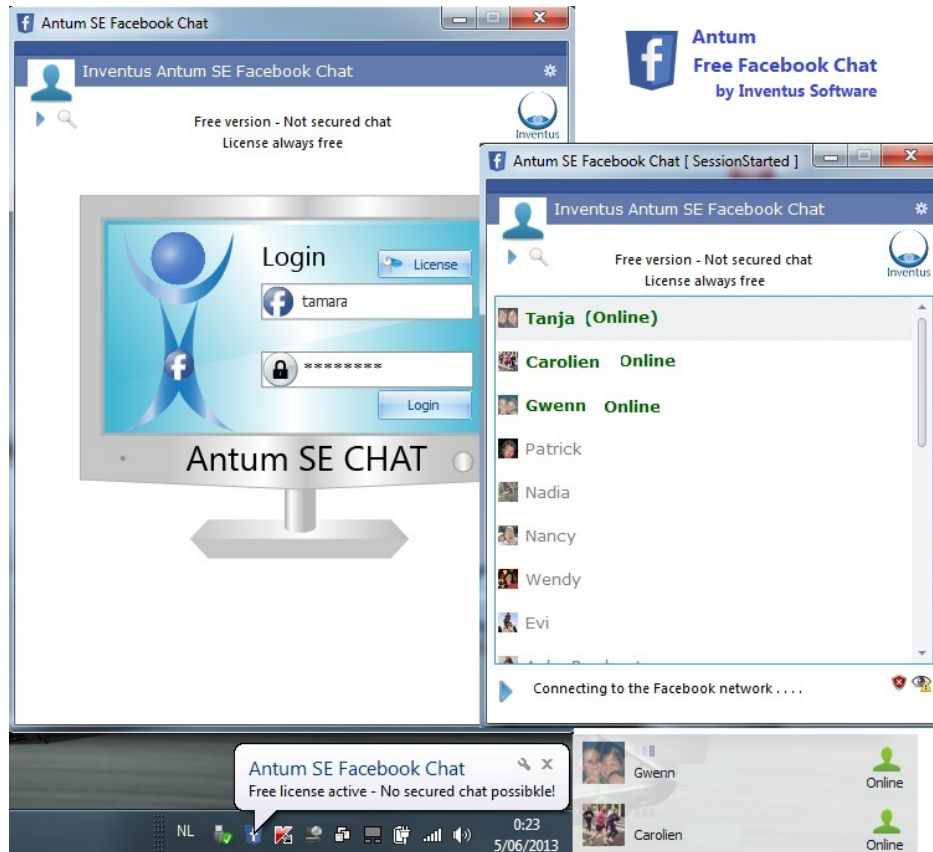 Antum SE Facebook Chat
Inventus Antum SE Facebook Chat
Free version - Not secured chat
License always free
Inventus
Login
License
tamara
********
Login
Antum SE CHAT
Antum
Free Facebook Chat
by Inventus Software
Antum SE Facebook Chat [ SessionStarted ]
Inventus Antum SE Facebook Chat
Free version - Not secured chat
License always free
Inventus
Tanja (Online)
Carolien Online
Gwenn Online
Patrick
Nadia
Nancy
Wendy
Evi
Connecting to the Facebook network . . . .
Antum SE Facebook Chat
Free license active - No secured chat possibkle!
NL
0:23
5/06/2013
Gwenn
Online
Carolien
Online